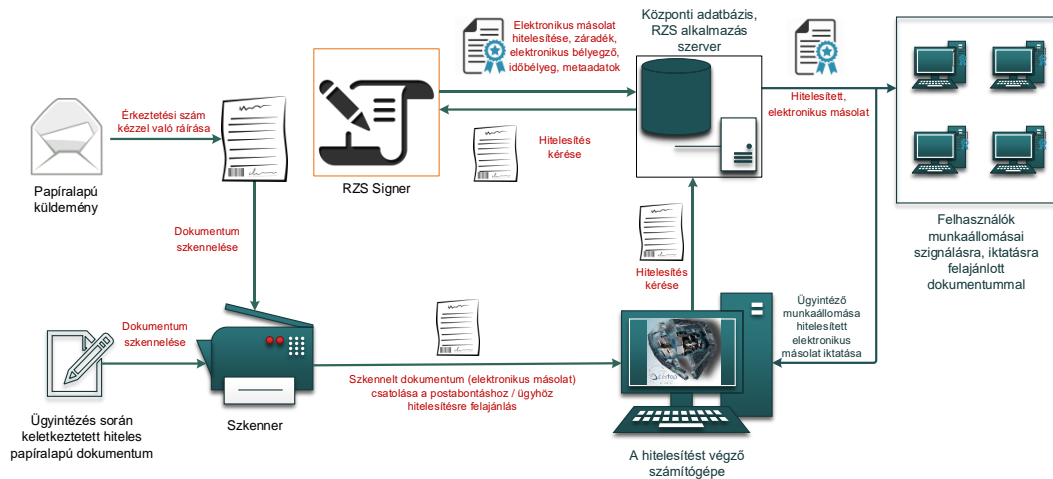 Elektronikus másolat
hitelesítése, záradék,
elektronikus bélyegző,
időbélyeg, metaadatok
Központi adatbázis,
RZS alkalmazás
szerver
Érkeztetési szám
kézzel való ráírása
Hitelesítés
kérése
Hitelesített,
elektronikus másolat
Papíralapú
küldemény
RZS Signer
Felhasználók
munkaállomásai
szignálásra, iktatásra
felajánlott
dokumentummal
Dokumentum
szkennelése
Hitelesítés
kérése
Dokumentum
szkennelése
Ügyintéző
munkaállomása
hitelesített
elektronikus
másolat iktatása
Szkennelt dokumentum (elektronikus másolat)
csatolása a postabontáshoz / ügyhöz
hitelesítésre felajánlás
Ügyintézés során
keletkeztetett hiteles
papíralapú dokumentum
Szkenner
A hitelesítést végző
számítógépe